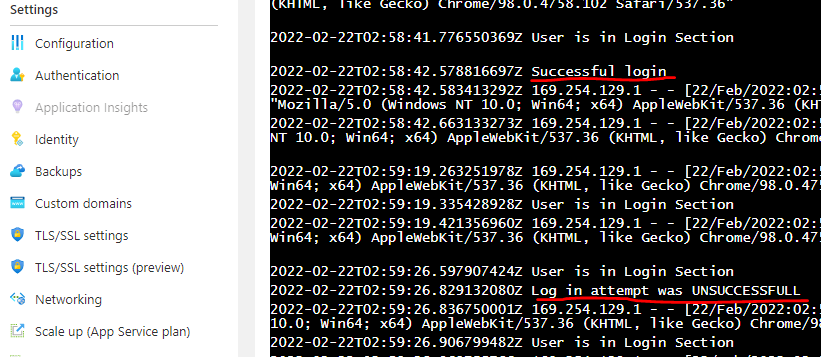 Settings
Configuration
Authentication
Application Insights
Identity
Backups
Custom domains
TLS/SSL settings
TLS/SSL settings (preview)
Networking
Scale up (App Service plan)
(KHTML, like Gecko) Chrome/98.0.4758.102 Safari/537.36"
2022-02-22T02:58:41.776550369Z User is in Login Section
2022-02-22T02:58:42.578816697Z Successful login
2022-02-22T02:58:42.583413292Z 169.254.129.1 - - [22/Feb/2022:02:5
"Mozilla/5.0 (Windows NT 10.0; Win64; x64) AppleWebKit/537.36 (KHT
2022-02-22T02:58:42.663133273Z 169.254.129.1 - - [22/Feb/2022:02:5
NT 10.0; Win64; x64) AppleWebKit/537.36 (KHTML, like Gecko) Chrome
2022-02-22T02:59:19.263251978Z 169.254.129.1 - - [22/Feb/2022:02:5
Win64; x64) AppleWebKit/537.36 (KHTML, like Gecko) Chrome/98.0.475
2022-02-22T02:59:19.335428928Z User is in Login Section
2022-02-22T02:59:19.421356960Z 169.254.129.1 - - [22/Feb/2022:02:5
Win64; x64) AppleWebKit/537.36 (KHTML, like Gecko) Chrome/98.0.475
2022-02-22T02:59:26.597907424Z User is in Login Section
2022-02-22T02:59:26.829132080Z Log in attempt was UNSUCCESSFULL
2022-02-22T02:59:26.836750001Z 169.254.129.1 - - [22/Feb/2022:02:5
10.0; Win64; x64) AppleWebKit/537.36 (KHTML, like Gecko) Chrome/98
2022-02-22T02:59:26.906799482Z User is in Login Section